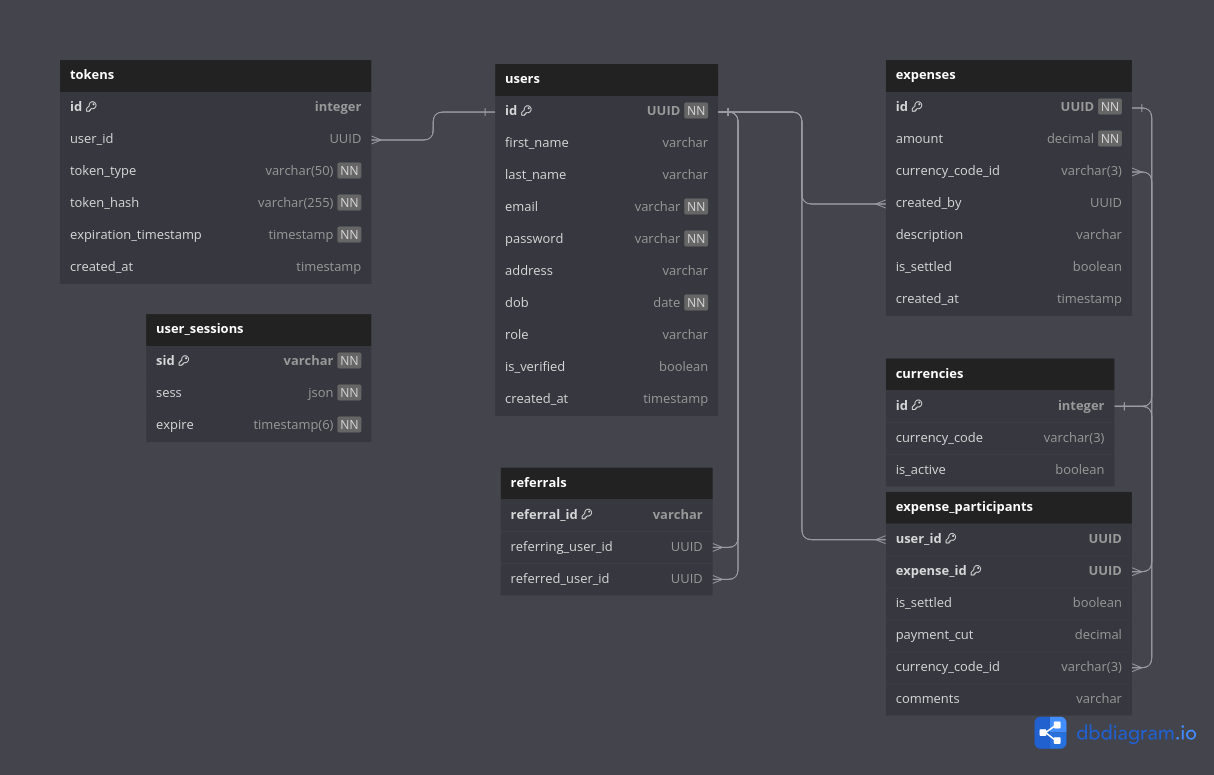 tokens
id integer
user_id UUID
token_type varchar(50) NN
token_hash varchar(255) NN
expiration_timestamp timestamp NN
created_at timestamp
user_sessions
sid varchar NN
sess json NN
expire timestamp(6) NN
users
id UUID NN
first_name varchar
last_name varchar
email varchar NN
password varchar NN
address varchar
dob date NN
role varchar
is_verified boolean
created_at timestamp
referrals
referral_id varchar
referring_user_id UUID
referred_user_id UUID
expenses
id UUID NN
amount decimal NN
currency_code_id varchar(3)
created_by UUID
description varchar
is_settled boolean
created_at timestamp
currencies
id integer
currency_code varchar(3)
is_active boolean
expense_participants
user_id UUID
expense_id UUID
is_settled boolean
payment_cut decimal
currency_code_id varchar(3)
comments varchar
dbdiagram.io